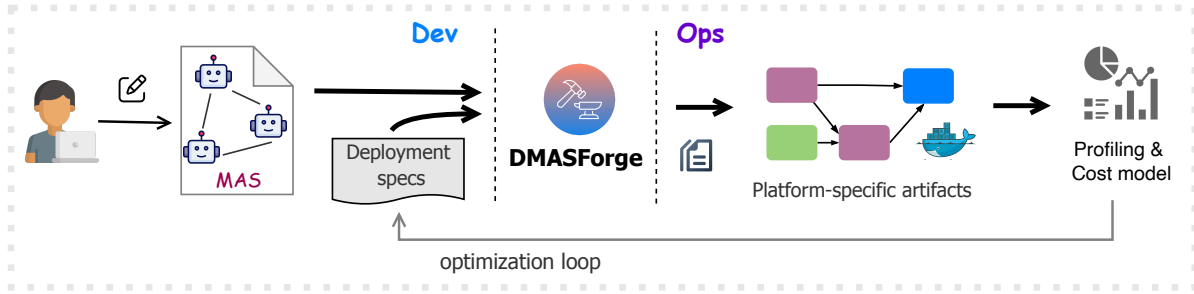 Dev
Ops
MAS
Deployment
specs
DMASForge
Platform-specific artifacts
Profiling &
Cost model
optimization loop